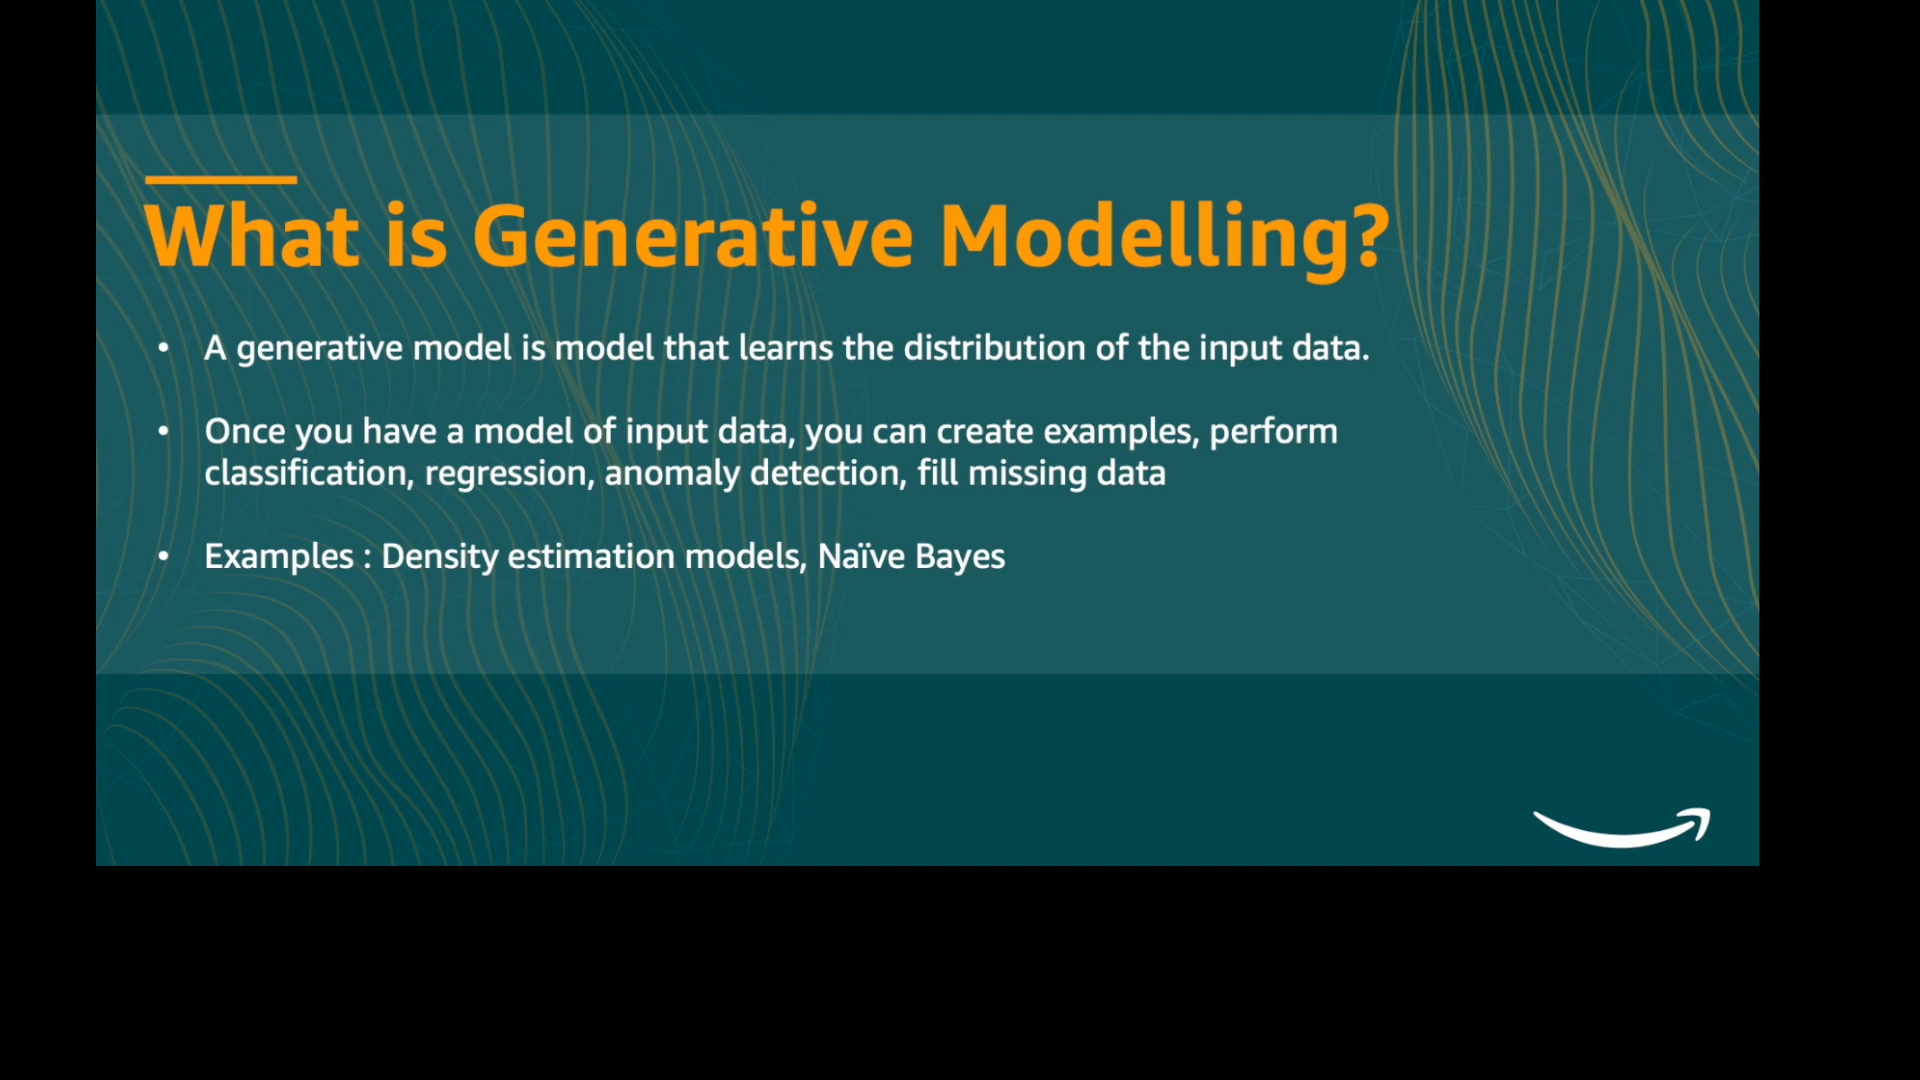 What is Generative Modelling?
• A generative model is model that learns the distribution of the input data.
• Once you have a model of input data, you can create examples, perform
classification, regression, anomaly detection, fill missing data
• Examples : Density estimation models, Naïve Bayes